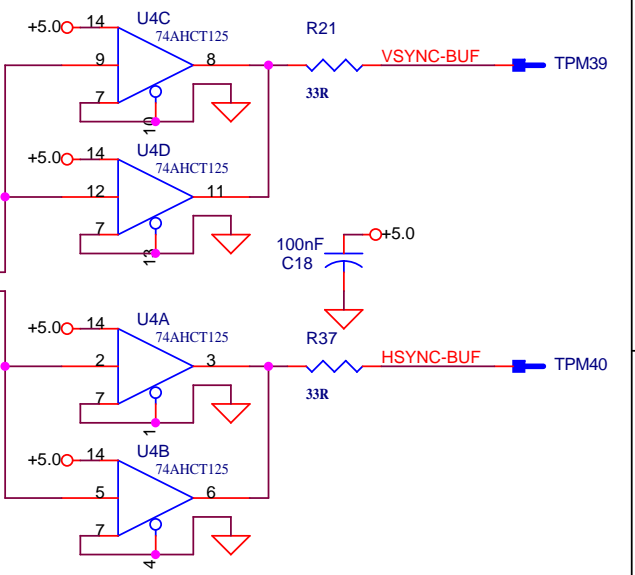 U4C
+5.0 14 74AHCT125
R21
9 8 VSYNC-BUF TPM39
7 33R
10
U4D
+5.0 14 74AHCT125
12 11
7
13
+5.0
100nF
C18
U4A
+5.0 14 74AHCT125
R37
2 3 HSYNC-BUF TPM40
7 33R
1
U4B
+5.0 14 74AHCT125
5 6
7
4